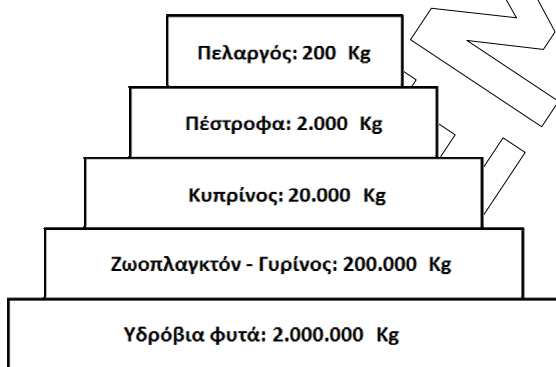 Πελαργός: 200 Kg
Πέστροφα: 2.000 Kg
Κυπρίνος: 20.000 Kg
Ζωοπλαγκτόν - Γυρίνος: 200.000 Kg
Υδρόβια φυτά: 2.000.000 Kg